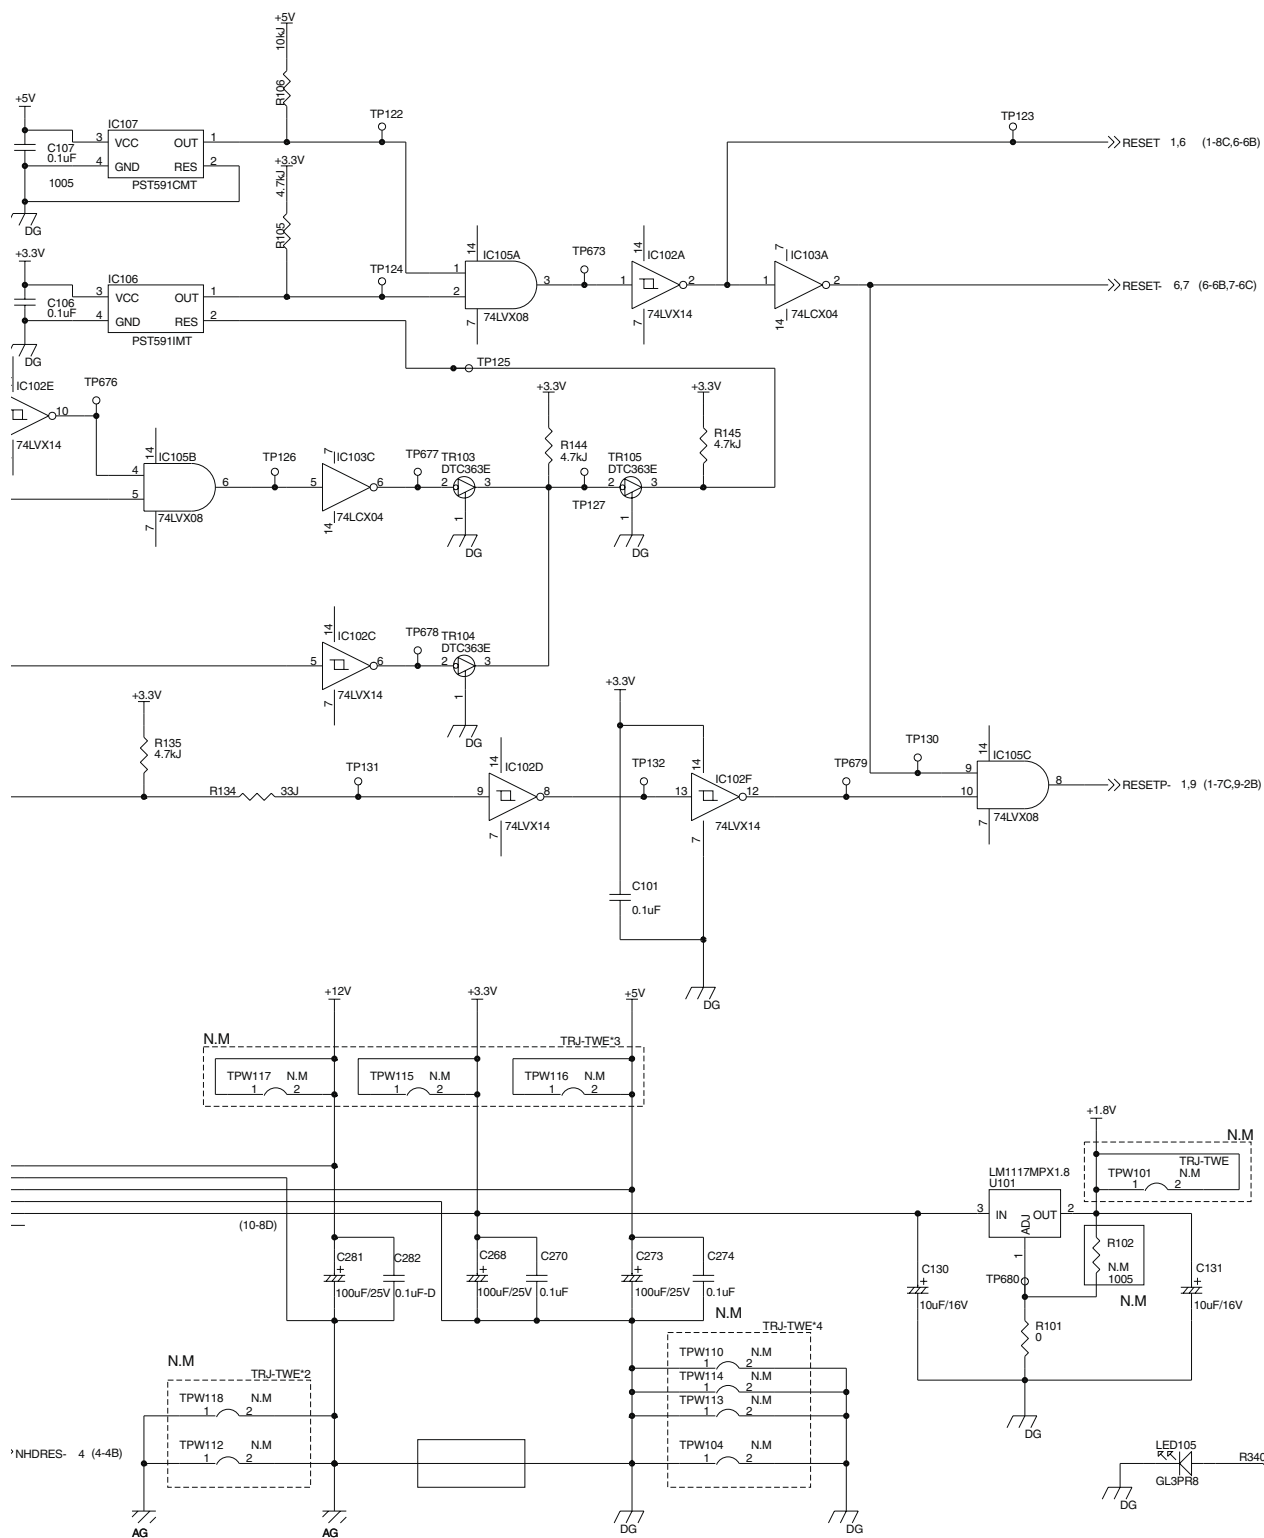 +5V
10kJ
R106
+5V
IC107
TP122
TP123
3 VCC OUT 1
C107
0.1uF
4 GND RES 2
1005
PST591CMT
RESET 1,6 (1-8C,6-6B)
+3.3V
4.7kJ
R105
DG
+3.3V
IC106
TP124
14
IC105A
TP673
14
IC102A
7
IC103A
1
2
3
1
2
1
2
RESET- 6,7 (6-6B,7-6C)
3 VCC OUT 1
C106
0.1uF
4 GND RES 2
PST591IMT
7
74LVX08
7
74LVX14
14
74LCX04
DG
TP125
IC102E
TP676
10
74LVX14
+3.3V
+3.3V
R144
4.7kJ
R145
4.7kJ
14
IC105B
TP126
7
IC103C
TP677
TR103
DTC363E
TR105
DTC363E
4
5
6
5
6
2
3
2
3
TP127
7
74LVX08
14
74LCX04
1
1
DG
DG
14
IC102C
TP678
TR104
DTC363E
5
6
2
3
7
74LVX14
1
DG
+3.3V
+3.3V
R135
4.7kJ
R134
33J
TP131
14
IC102D
9
8
7
74LVX14
TP132
14
IC102F
13
12
7
74LVX14
TP679
TP130
14
IC105C
9
10
8
7
74LVX08
RESETP- 1,9 (1-7C,9-2B)
C101
0.1uF
DG
+12V
+3.3V
+5V
N.M
TRJ-TWE*3
TPW117 N.M
1 2
TPW115 N.M
1 2
TPW116 N.M
1 2
+1.8V
N.M
TRJ-TWE
TPW101 N.M
1 2
LM1117MPX1.8
U101
3 IN OUT 2
ADJ
1
(10-8D)
R102
N.M
1005
N.M
TP680
C130
+
10uF/16V
C131
+
10uF/16V
R101
0
C281
+
100uF/25V
C282
0.1uF-D
C268
+
100uF/25V
C270
0.1uF
C273
+
100uF/25V
C274
0.1uF
N.M
TRJ-TWE*4
TPW110 N.M
1 2
TPW114 N.M
1 2
TPW113 N.M
1 2
TPW104 N.M
1 2
N.M
TRJ-TWE*2
TPW118 N.M
1 2
TPW112 N.M
1 2
DG
NHDRES- 4 (4-4B)
LED105
GL3PR8
R340
DG
AG
AG
DG
DG